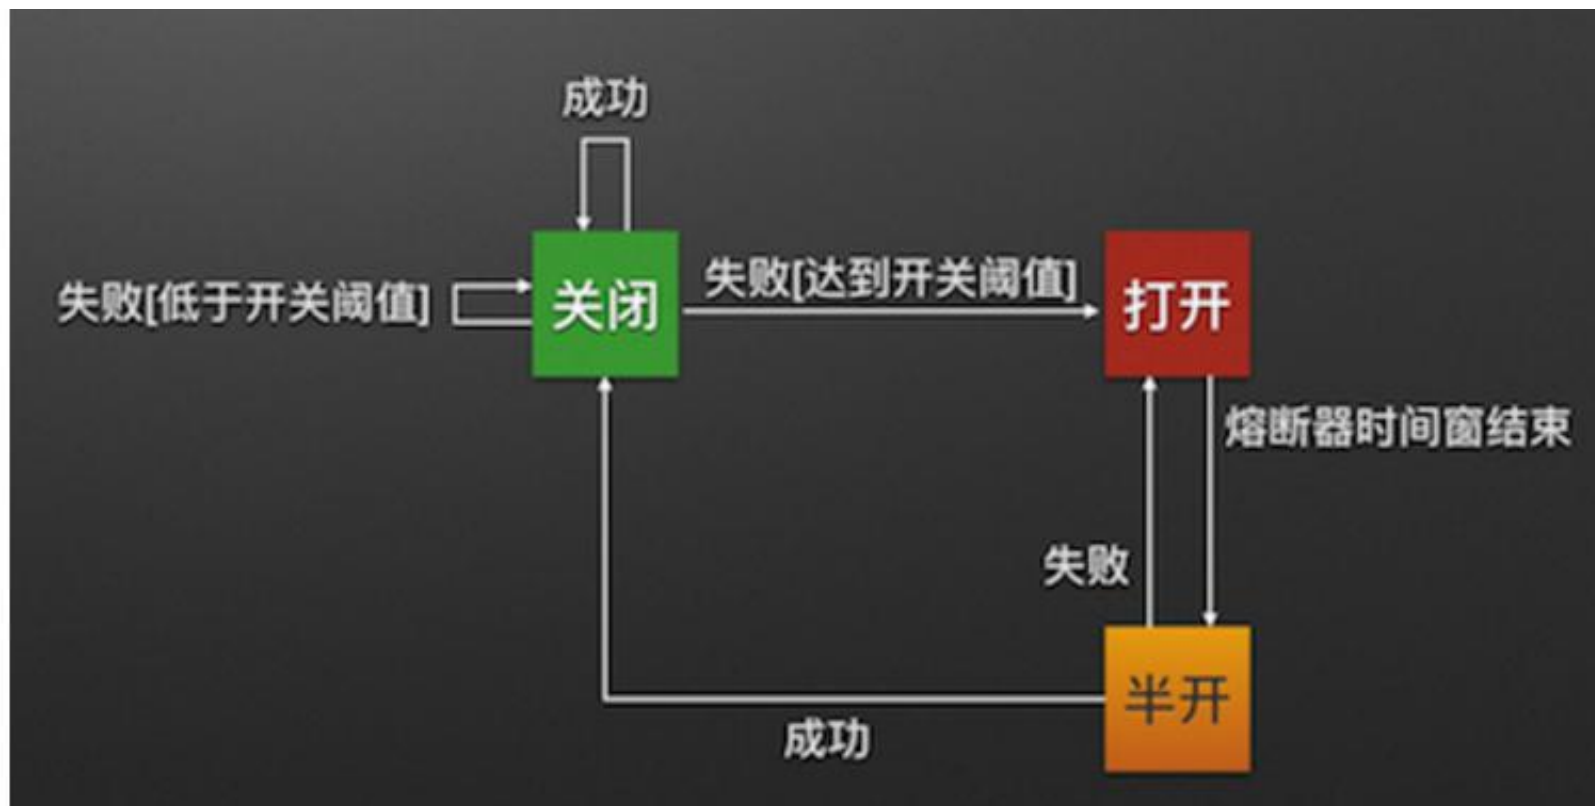 成功
失败[低于开关阈值]
关闭
失败[达到开关阈值]
打开
熔断器时间窗结束
失败
半开
成功